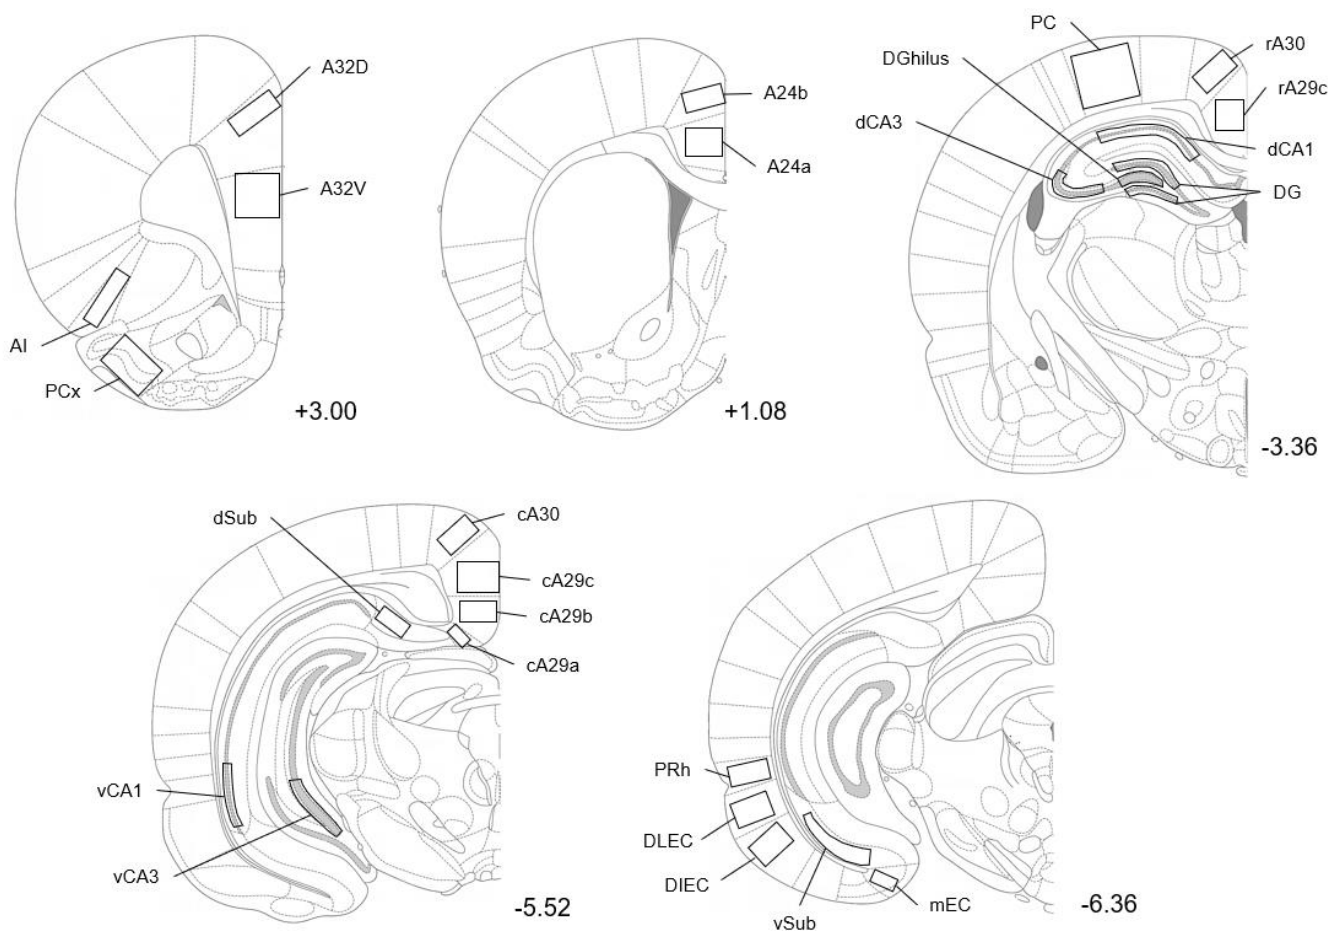 A32D
A32V
AI
PCx
+3.00
A24b
A24a
+1.08
PC
rA30
DGhilus
rA29c
dCA3
dCA1
DG
-3.36
dSub
cA30
cA29c
cA29b
cA29a
vCA1
vCA3
-5.52
PRh
DLEC
DIEC
vSub
mEC
-6.36